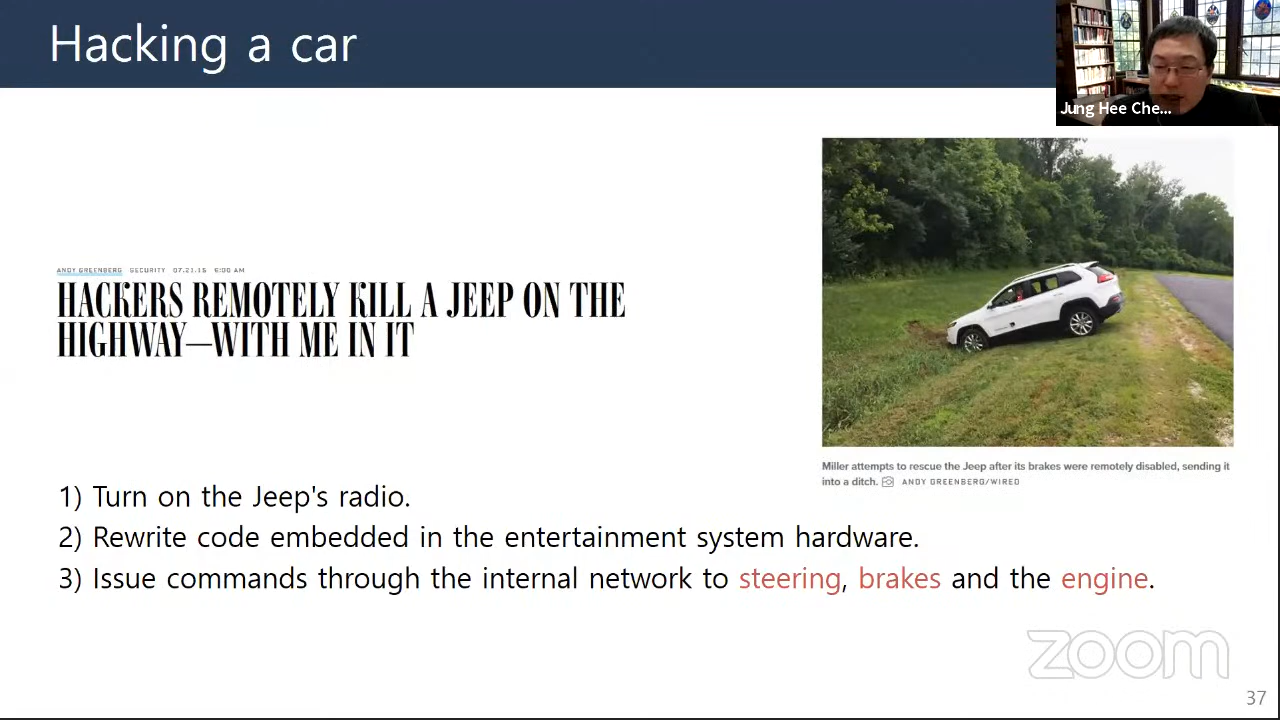 Hacking a car
Jung Hee Che...
ANDY GREENBERG SECURITY 07.21.15 6:00 AM
HACKERS REMOTELY KILL A JEEP ON THE
HIGHWAY—WITH ME IN IT
Miller attempts to rescue the Jeep after its brakes were remotely disabled, sending it
into a ditch. ANDY GREENBERG/WIRED
1) Turn on the Jeep's radio.
2) Rewrite code embedded in the entertainment system hardware.
3) Issue commands through the internal network to steering, brakes and the engine.
zoom
37